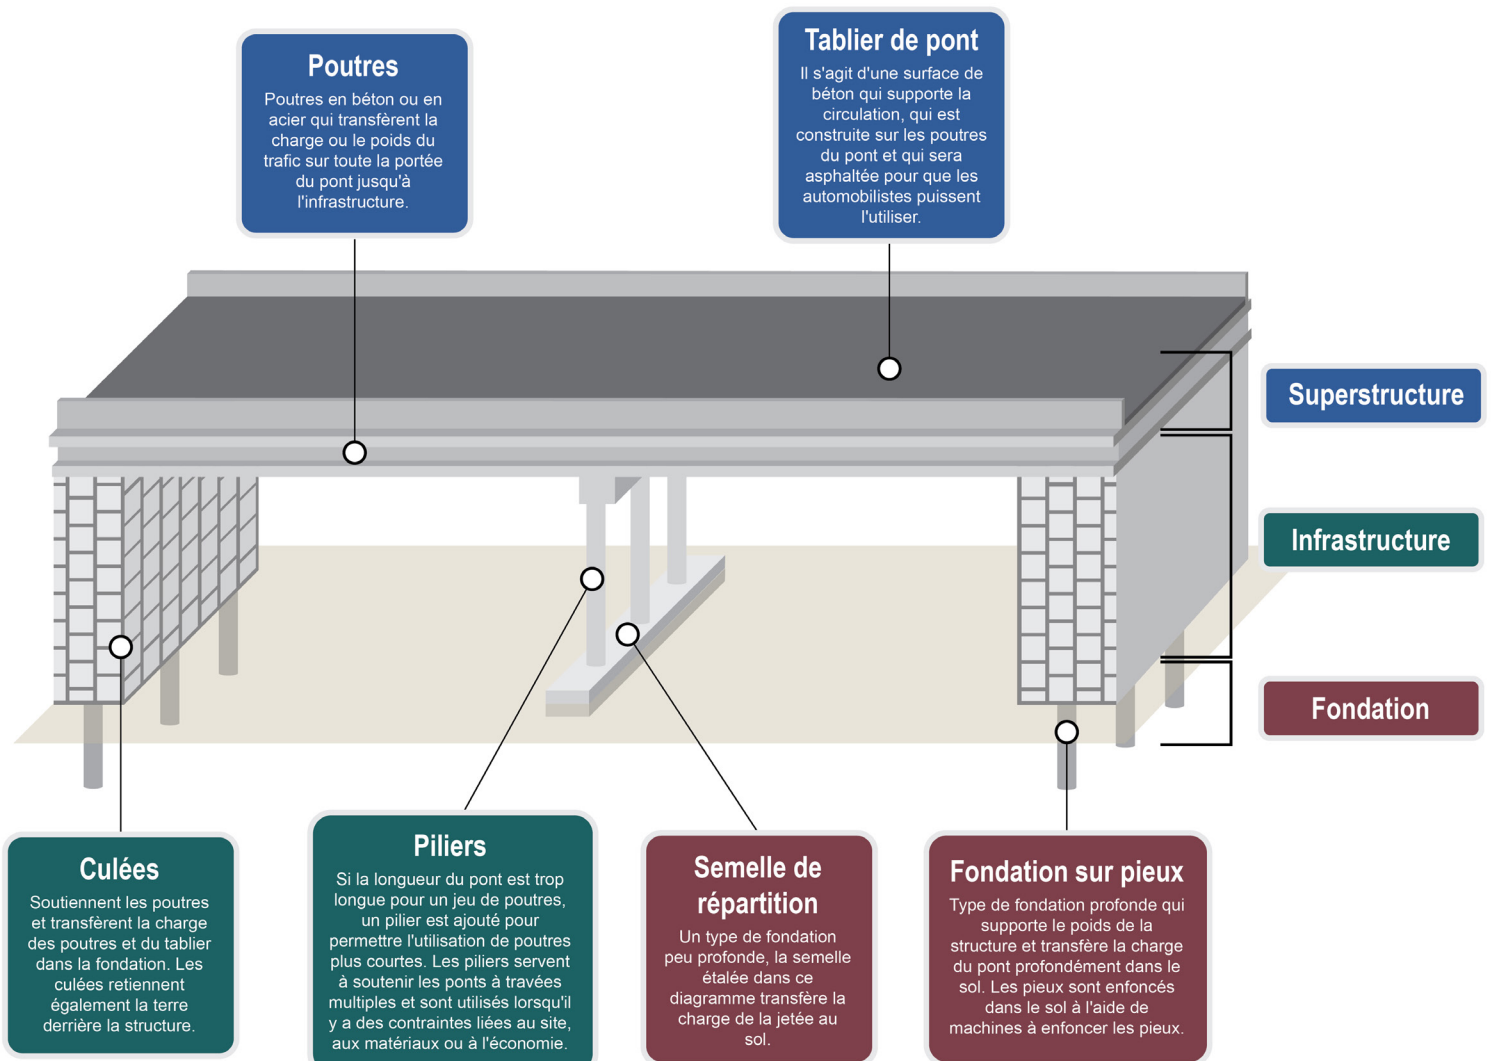 Poutres
Poutres en béton ou en
acier qui transfèrent la
charge ou le poids du
trafic sur toute la portée
du pont jusqu'à
l'infrastructure.
Tablier de pont
Il s'agit d'une surface de
béton qui supporte la
circulation, qui est
construite sur les poutres
du pont et qui sera
asphaltée pour que les
automobilistes puissent
l'utiliser.
Superstructure
Infrastructure
Fondation
Culées
Soutiennent les poutres
et transfèrent la charge
des poutres et du tablier
dans la fondation. Les
culées retiennent
également la terre
derrière la structure.
Piliers
Si la longueur du pont est trop
longue pour un jeu de poutres,
un pilier est ajouté pour
permettre l'utilisation de poutres
plus courtes. Les piliers servent
à soutenir les ponts à travées
multiples et sont utilisés lorsqu'il
y a des contraintes liées au site,
aux matériaux ou à l'économie.
Semelle de
répartition
Un type de fondation
peu profonde, la semelle
étalée dans ce
diagramme transfère la
charge de la jetée au
sol.
Fondation sur pieux
Type de fondation profonde qui
supporte le poids de la
structure et transfère la charge
du pont profondément dans le
sol. Les pieux sont enfoncés
dans le sol à l'aide de
machines à enfoncer les pieux.